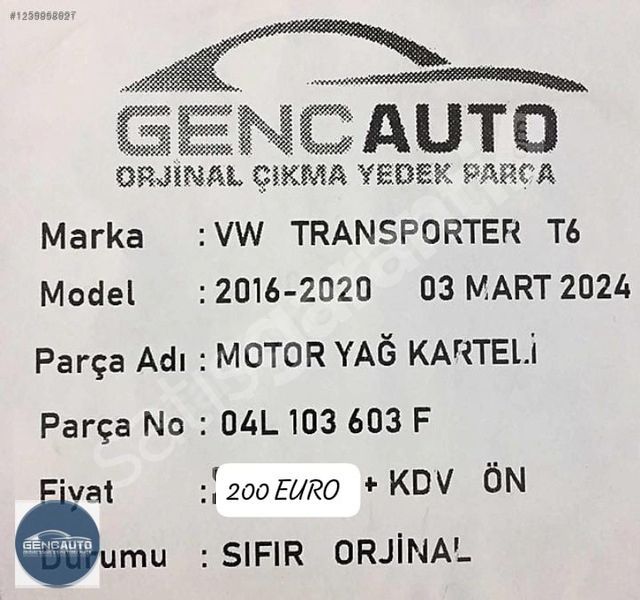 GENCAUTO
ORJİNAL ÇIKMA YEDEK PARÇA
Marka : VW TRANSPORTER T6
Model : 2016-2020 03 MART 2024
Parça Adı : MOTOR YAĞ KARTELİ
Parça No : 04L 103 603 F
Fiyat : 200 EURO + KDV ÖN
GENCAUTO
Durumu : SIFIR ORJİNAL